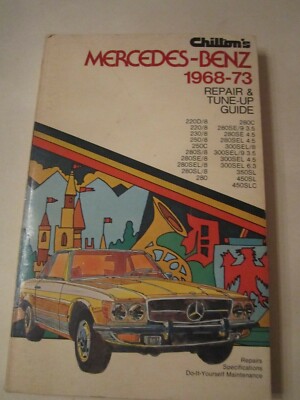 Chilton's
MERCEDES-BENZ
1968-73
REPAIR &
TUNE-UP
GUIDE
220D/8 280C
220/8 280SE/8 3.5
230/8 280SE 4.5
250/8 280SEL 4.5
250C 300SEL/8
280S/8 300SEL/8 3.5
280SE/8 300SEL 4.5
280SEL/8 300SEL 6.3
280SL/8 350SL
280 450SL
450SLC
D
Repairs
Specifications
Do-It-Yourself Maintenance